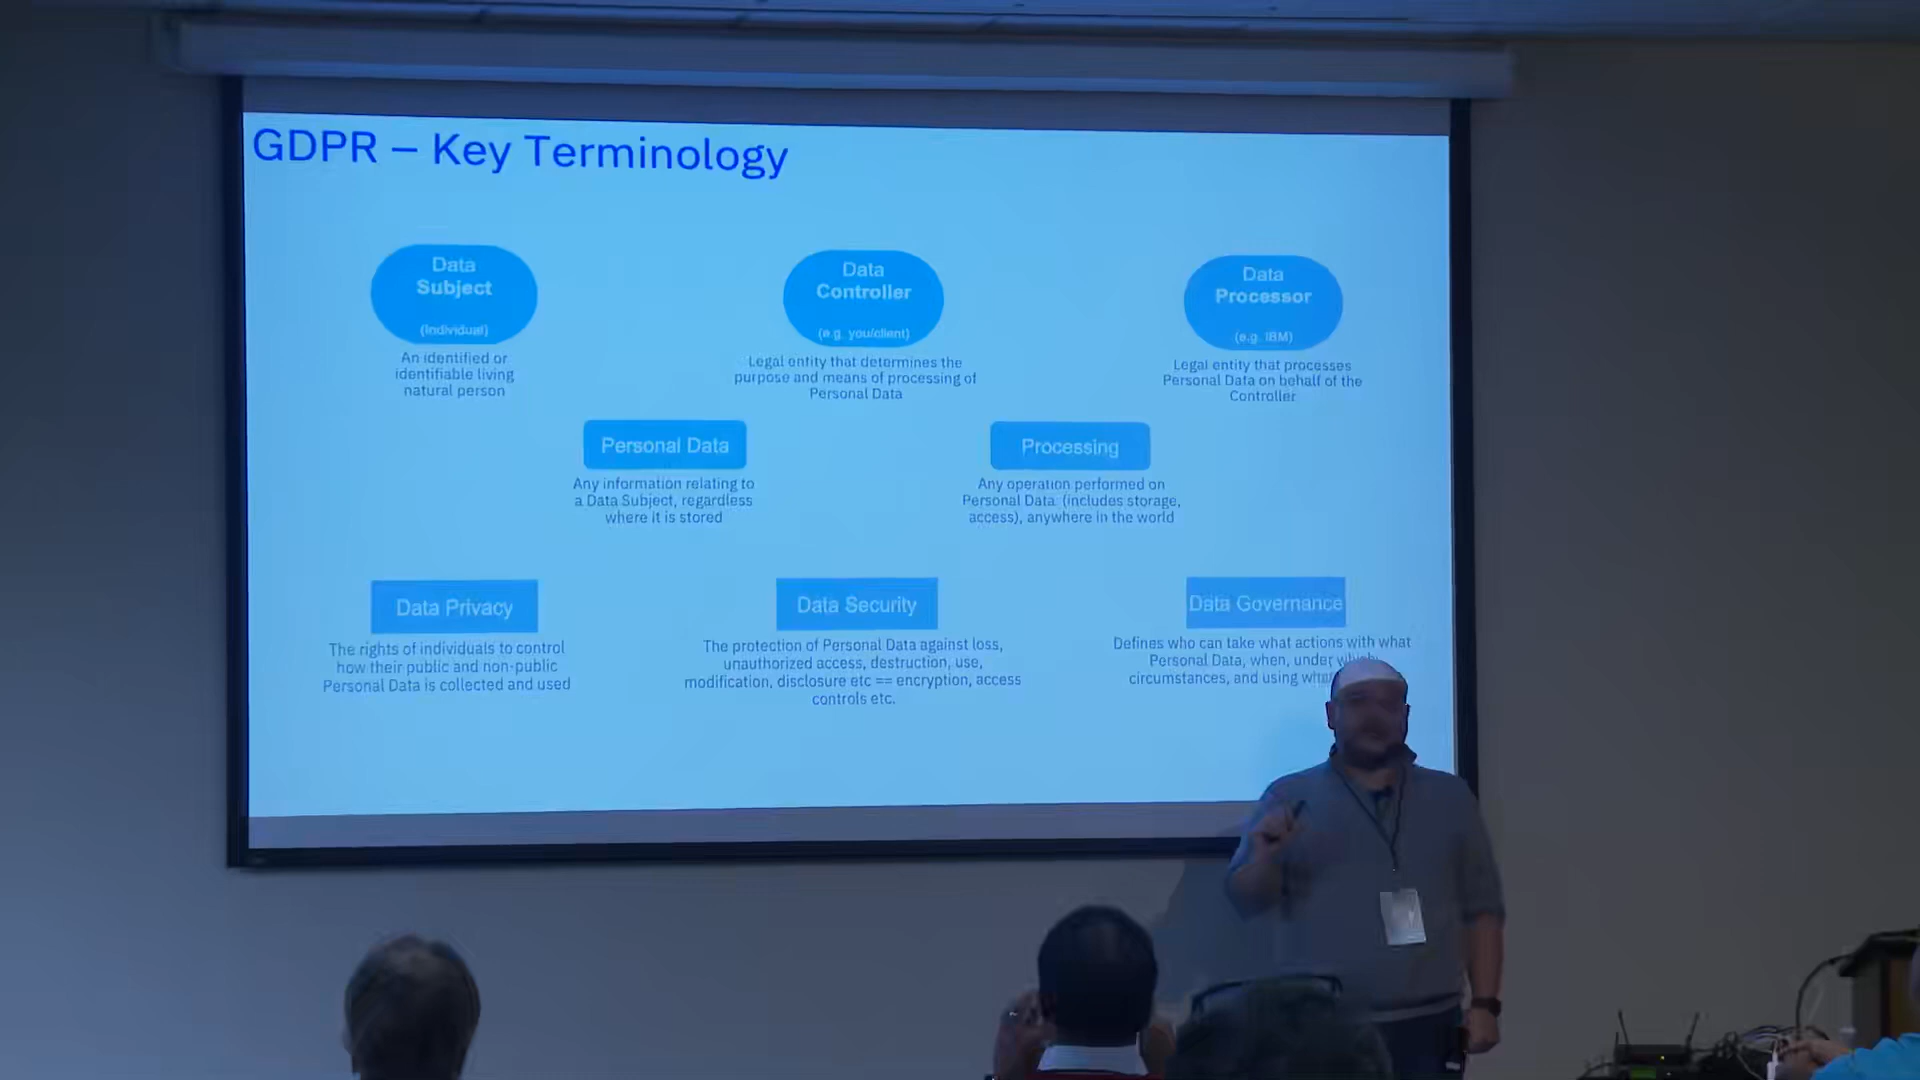 GDPR – Key Terminology
Data
Subject
(Individual)
An identified or
identifiable living
natural person
Data
Controller
(e.g. you/client)
Legal entity that determines the
purpose and means of processing of
Personal Data
Data
Processor
(e.g. IBM)
Legal entity that processes
Personal Data on behalf of the
Controller
Personal Data
Any information relating to
a Data Subject, regardless
where it is stored
Processing
Any operation performed on
Personal Data (includes storage,
access), anywhere in the world
Data Privacy
The rights of individuals to control
how their public and non-public
Personal Data is collected and used
Data Security
The protection of Personal Data against loss,
unauthorized access, destruction, use,
modification, disclosure etc == encryption, access
controls etc.
Data Governance
Defines who can take what actions with what
Personal Data, when, under which
circumstances, and using what